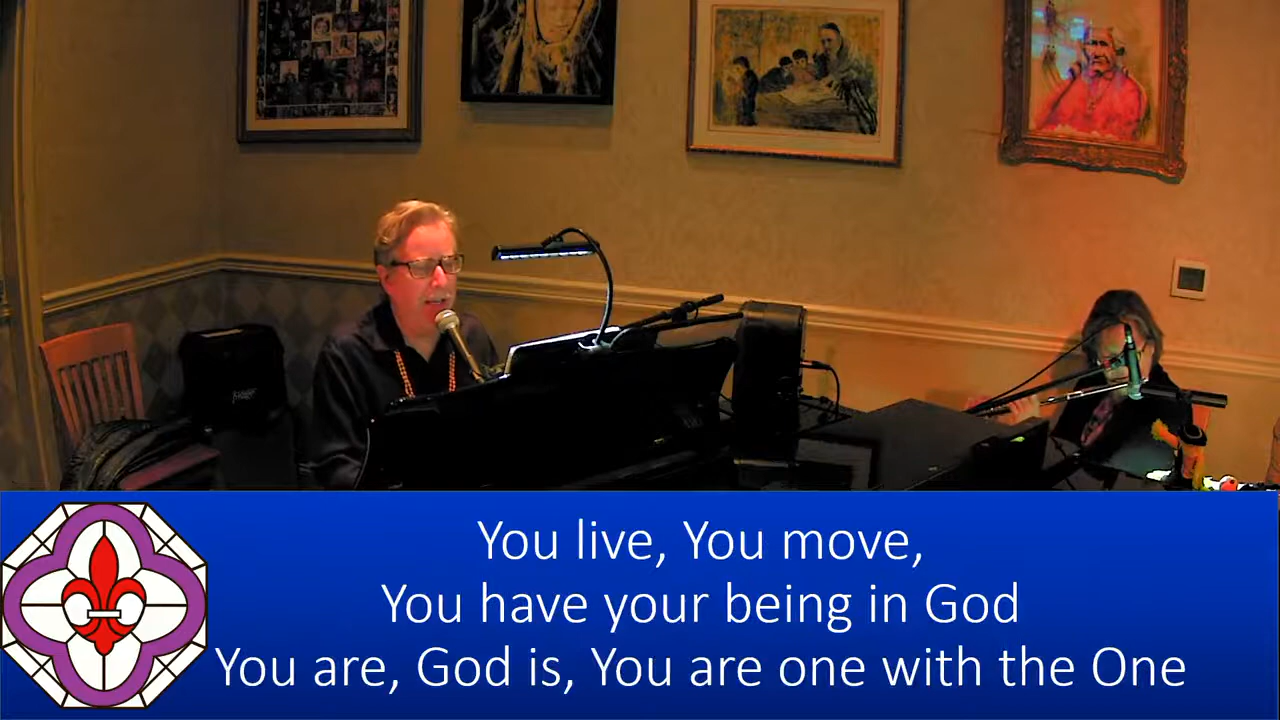 You live, You move,
You have your being in God
You are, God is, You are one with the One